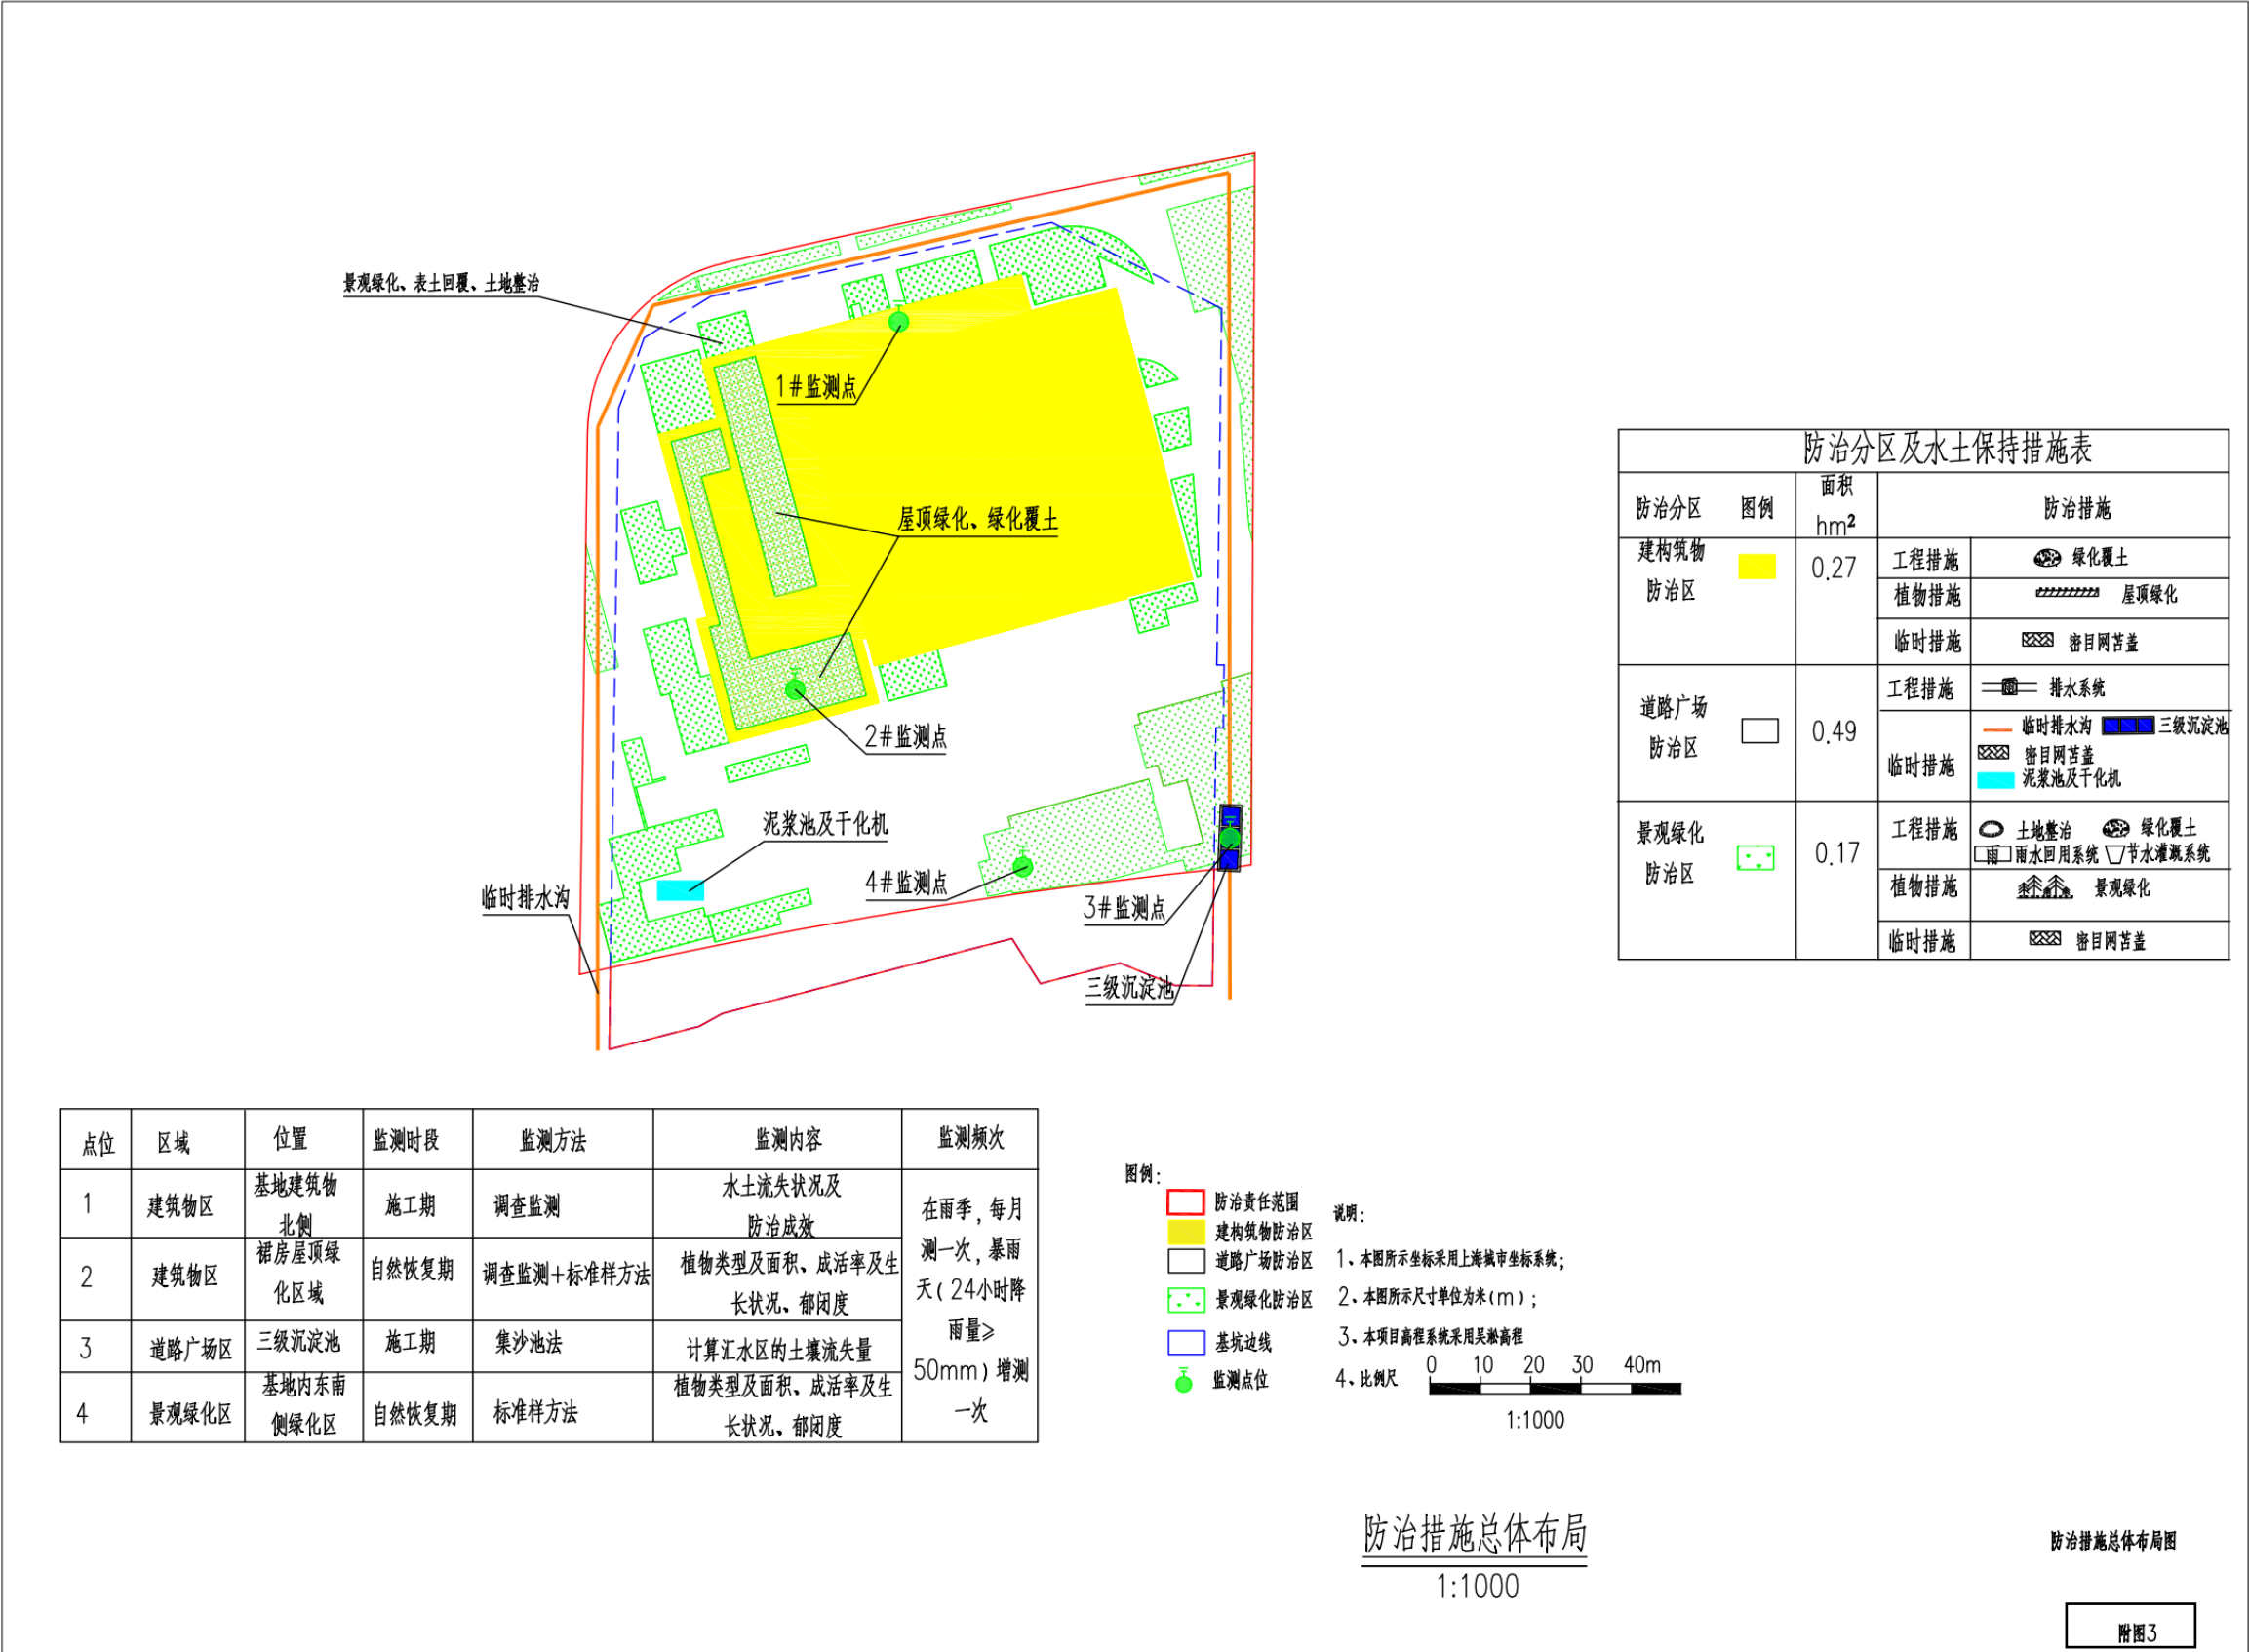 景观绿化、表土回覆、土地整治
1#监测点
屋顶绿化、绿化覆土
2#监测点
泥浆池及干化机
4#监测点
临时排水沟
3#监测点
三级沉淀池
防治分区及水土保持措施表
防治分区 图例 面积 hm² 防治措施
建构筑物
防治区
0.27
工程措施 绿化覆土
植物措施 屋顶绿化
临时措施 密目网苫盖
道路广场
防治区
0.49
工程措施 雨 排水系统
临时措施
临时排水沟 三级沉淀池
密目网苫盖
泥浆池及干化机
景观绿化
防治区
0.17
工程措施
土地整治 绿化覆土
雨 雨水回用系统 节水灌溉系统
植物措施 景观绿化
临时措施 密目网苫盖
点位 区域 位置 监测时段 监测方法 监测内容 监测频次
1 建筑物区 基地建筑物
北侧
施工期 调查监测 水土流失状况及
防治成效
2 建筑物区 裙房屋顶绿
化区域
自然恢复期 调查监测+标准样方法 植物类型及面积、成活率及生
长状况、郁闭度
3 道路广场区 三级沉淀池 施工期 集沙池法 计算汇水区的土壤流失量
4 景观绿化区 基地内东南
侧绿化区
自然恢复期 标准样方法 植物类型及面积、成活率及生
长状况、郁闭度
在雨季，每月
测一次，暴雨
天（24小时降
雨量≥
50mm）增测
一次
图例：
防治责任范围
建构筑物防治区
道路广场防治区
景观绿化防治区
基坑边线
监测点位
说明：
1、本图所示坐标采用上海城市坐标系统；
2、本图所示尺寸单位为米（m）；
3、本项目高程系统采用吴淞高程
4、比例尺
0 10 20 30 40m
1:1000
防治措施总体布局
1:1000
防治措施总体布局图
附图3